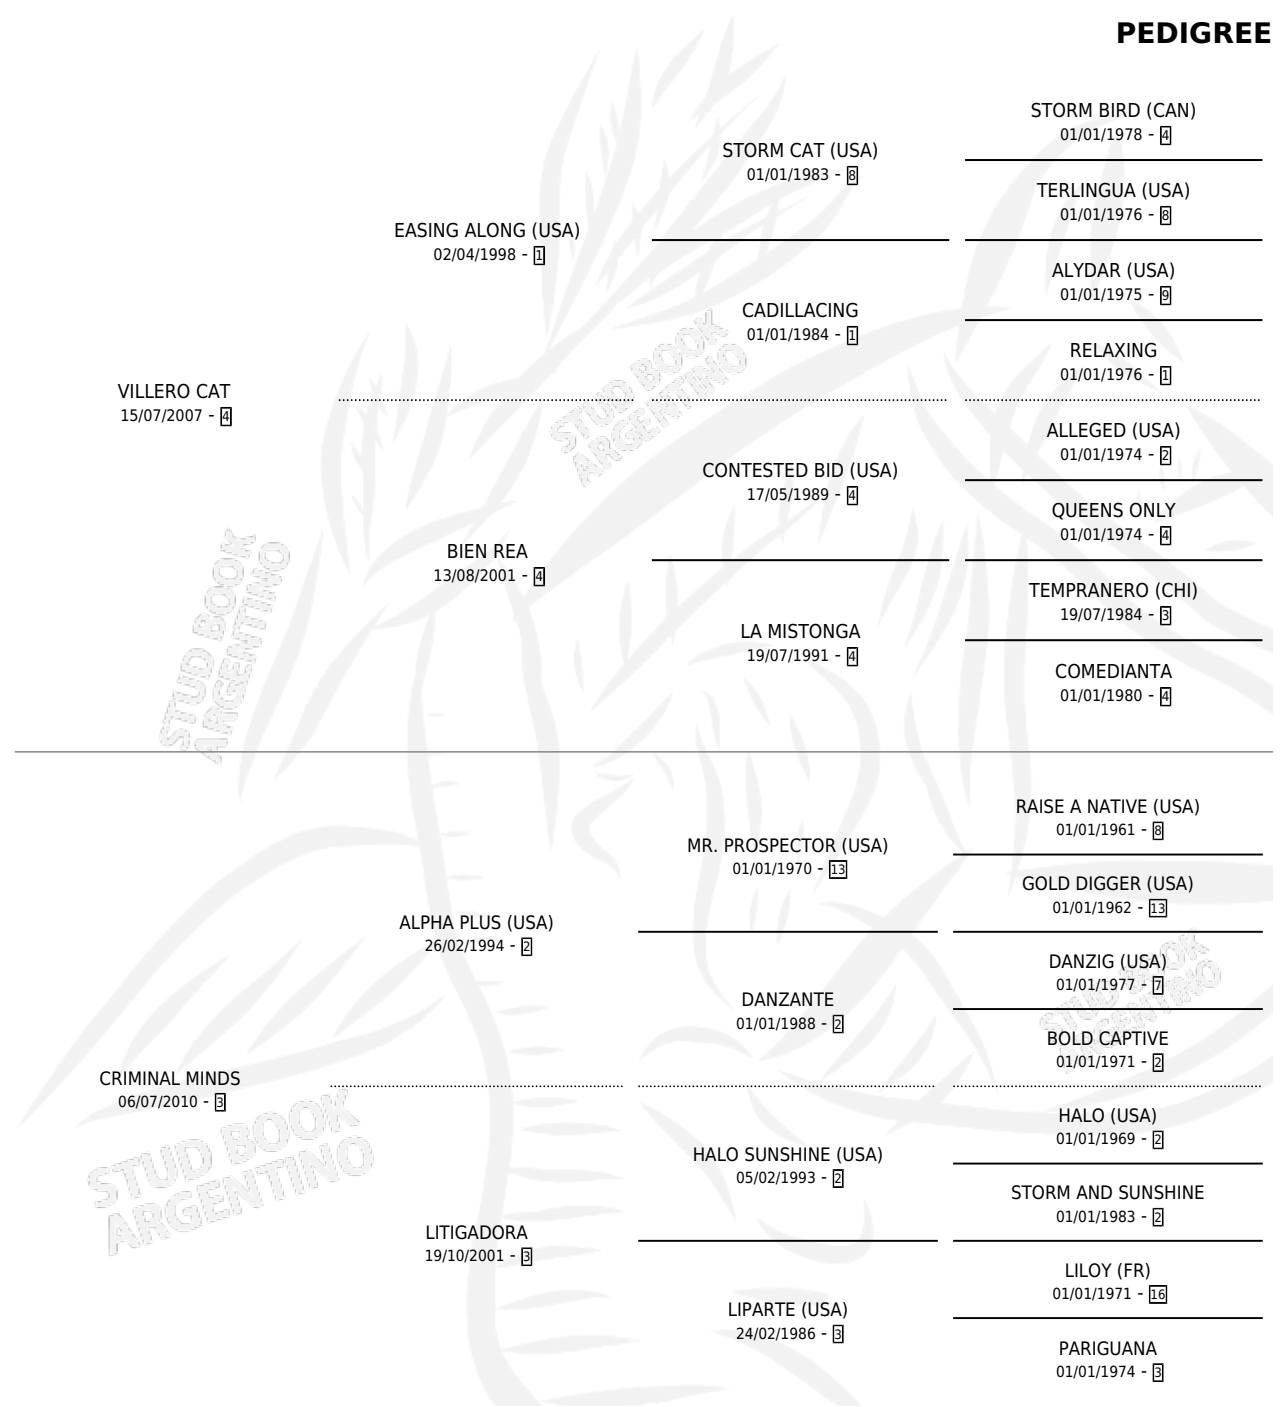 PEDIGREE
STORM BIRD (CAN)
01/01/1978 - 4
STORM CAT (USA)
01/01/1983 - 8
TERLINGUA (USA)
01/01/1976 - 8
EASING ALONG (USA)
02/04/1998 - 1
ALYDAR (USA)
01/01/1975 - 9
CADILLACING
01/01/1984 - 1
RELAXING
01/01/1976 - 1
VILLERO CAT
15/07/2007 - 4
STUD BOOK
ARGENTINO
ALLEGED (USA)
01/01/1974 - 2
CONTESTED BID (USA)
17/05/1989 - 4
QUEENS ONLY
01/01/1974 - 4
BIEN REA
13/08/2001 - 4
TEMPRANERO (CHI)
19/07/1984 - 3
LA MISTONGA
19/07/1991 - 4
COMEDIANTA
01/01/1980 - 4
STUD BOOK
ARGENTINO
RAISE A NATIVE (USA)
01/01/1961 - 8
MR. PROSPECTOR (USA)
01/01/1970 - 13
GOLD DIGGER (USA)
01/01/1962 - 13
ALPHA PLUS (USA)
26/02/1994 - 2
DANZIG (USA)
01/01/1977 - 7
DANZANTE
01/01/1988 - 2
STUD BOOK
ARGENTINO
BOLD CAPTIVE
01/01/1971 - 2
CRIMINAL MINDS
06/07/2010 - 3
HALO (USA)
01/01/1969 - 2
HALO SUNSHINE (USA)
05/02/1993 - 2
STORM AND SUNSHINE
01/01/1983 - 2
STUD BOOK
ARGENTINO
LITIGADORA
19/10/2001 - 3
LILOY (FR)
01/01/1971 - 16
LIPARTE (USA)
24/02/1986 - 3
PARIGUANA
01/01/1974 - 3